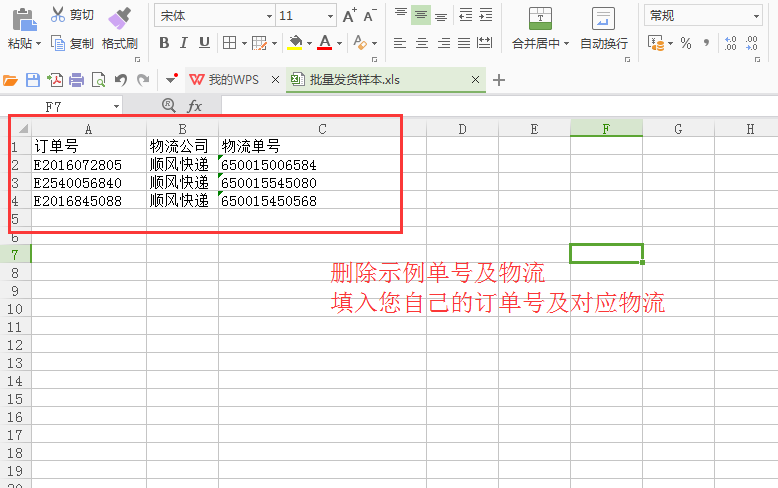 剪切
宋体
11
A+ A-
常规
粘贴
复制
格式刷
B I U
A
合并居中
自动换行
%
我的WPS
批量发货样本.xls
F7
fx
A B C D E F G H
1 订单号 物流公司 物流单号
2 E2016072805 顺风快递 650015006584
3 E2540056840 顺风快递 650015545080
4 E2016845088 顺风快递 650015450568
5
6
7
8
删除示例单号及物流
9
填入您自己的订单号及对应物流
10
11
12
13
14
15
16
17
18
19
20